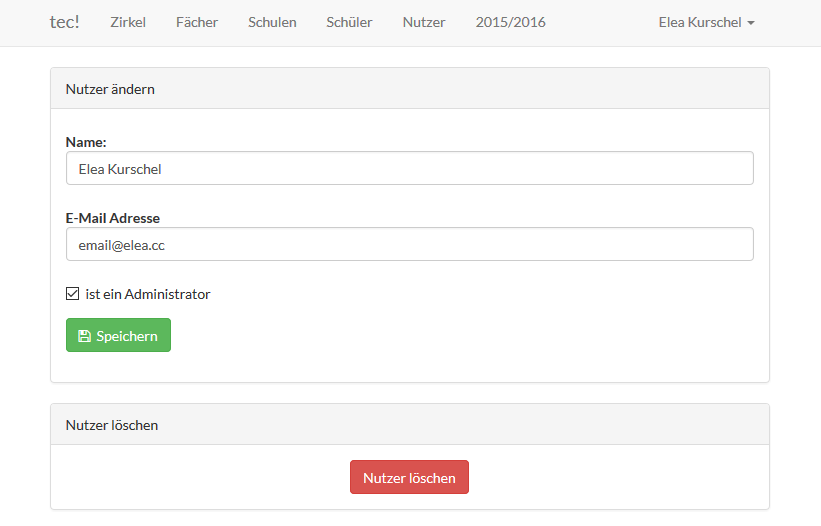 tec! Zirkel Fächer Schulen Schüler Nutzer 2015/2016 Elea Kurschel
Nutzer ändern
Name:
Elea Kurschel
E-Mail Adresse
email@elea.cc
ist ein Administrator
Speichern
Nutzer löschen
Nutzer löschen